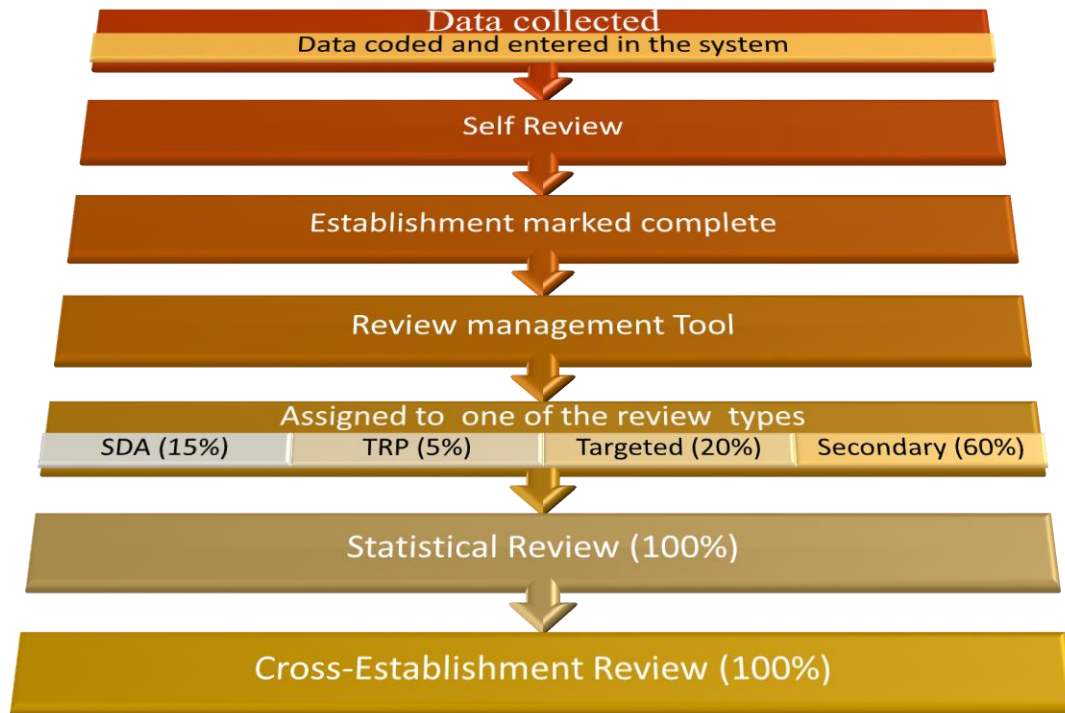 Data collected
Data coded and entered in the system
Self Review
Establishment marked complete
Review management Tool
Assigned to one of the review types
SDA (15%) TRP (5%) Targeted (20%) Secondary (60%)
Statistical Review (100%)
Cross-Establishment Review (100%)